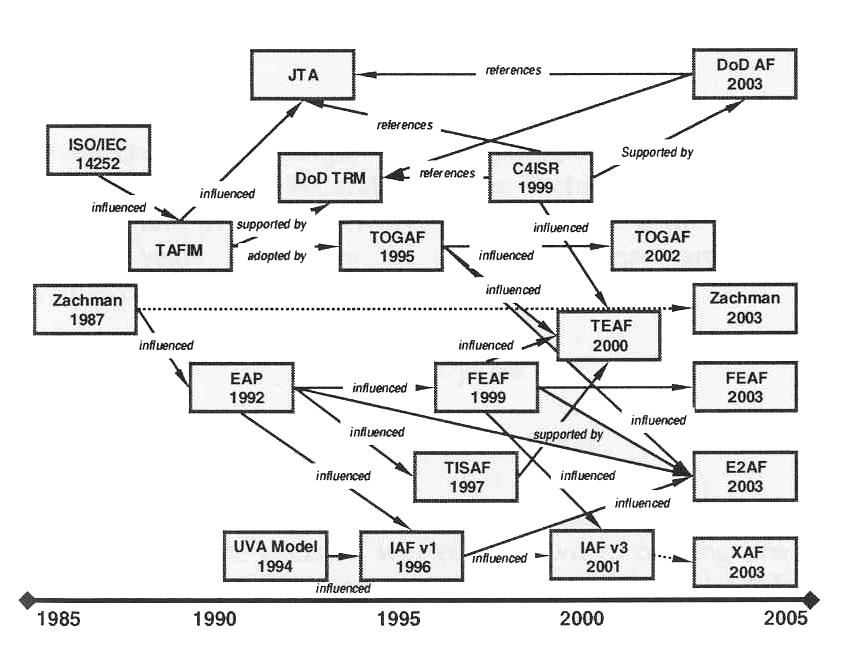 JTA
references
DoD AF
2003
references
ISO/IEC
14252
Supported by
DoD TRM
references
C4ISR
1999
influenced
influenced
supported by
TAFIM
adopted by
TOGAF
1995
influenced
influenced
TOGAF
2002
Zachman
1987
influenced
Zachman
2003
TEAF
2000
influenced
influenced
EAP
1992
influenced
FEAF
1999
FEAF
2003
influenced
supported by
influenced
E2AF
2003
influenced
TISAF
1997
influenced
influenced
UVA Model
1994
IAF v1
1996
influenced
IAF v3
2001
XAF
2003
influenced
1985
1990
1995
2000
2005